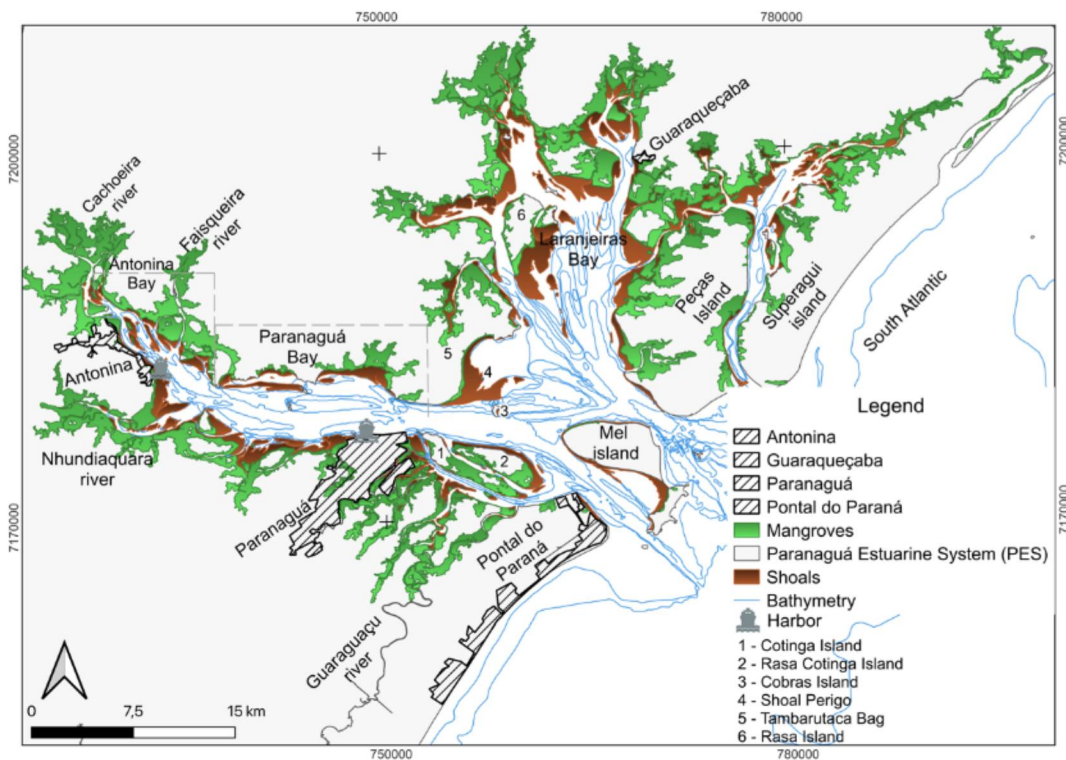 750000
780000
7200000
7200000
Guaraqueçaba
Cachoeira
river
Faisqueira
river
6
Antonina
Bay
Laranjeiras
Bay
Peças
Island
Superagui
island
South Atlantic
Paranaguá
Bay
5
4
Antonina
3
Mel
island
Nhundiaquara
river
1
2
Paranaguá
Pontal do
Paraná
7170000
7170000
Guaraguaçu
river
Legend
Antonina
Guaraqueçaba
Paranaguá
Pontal do Paraná
Mangroves
Paranaguá Estuarine System (PES)
Shoals
Bathymetry
Harbor
1 - Cotinga Island
2 - Rasa Cotinga Island
3 - Cobras Island
4 - Shoal Perigo
5 - Tambarutaca Bag
6 - Rasa Island
0 7,5 15 km
750000
780000